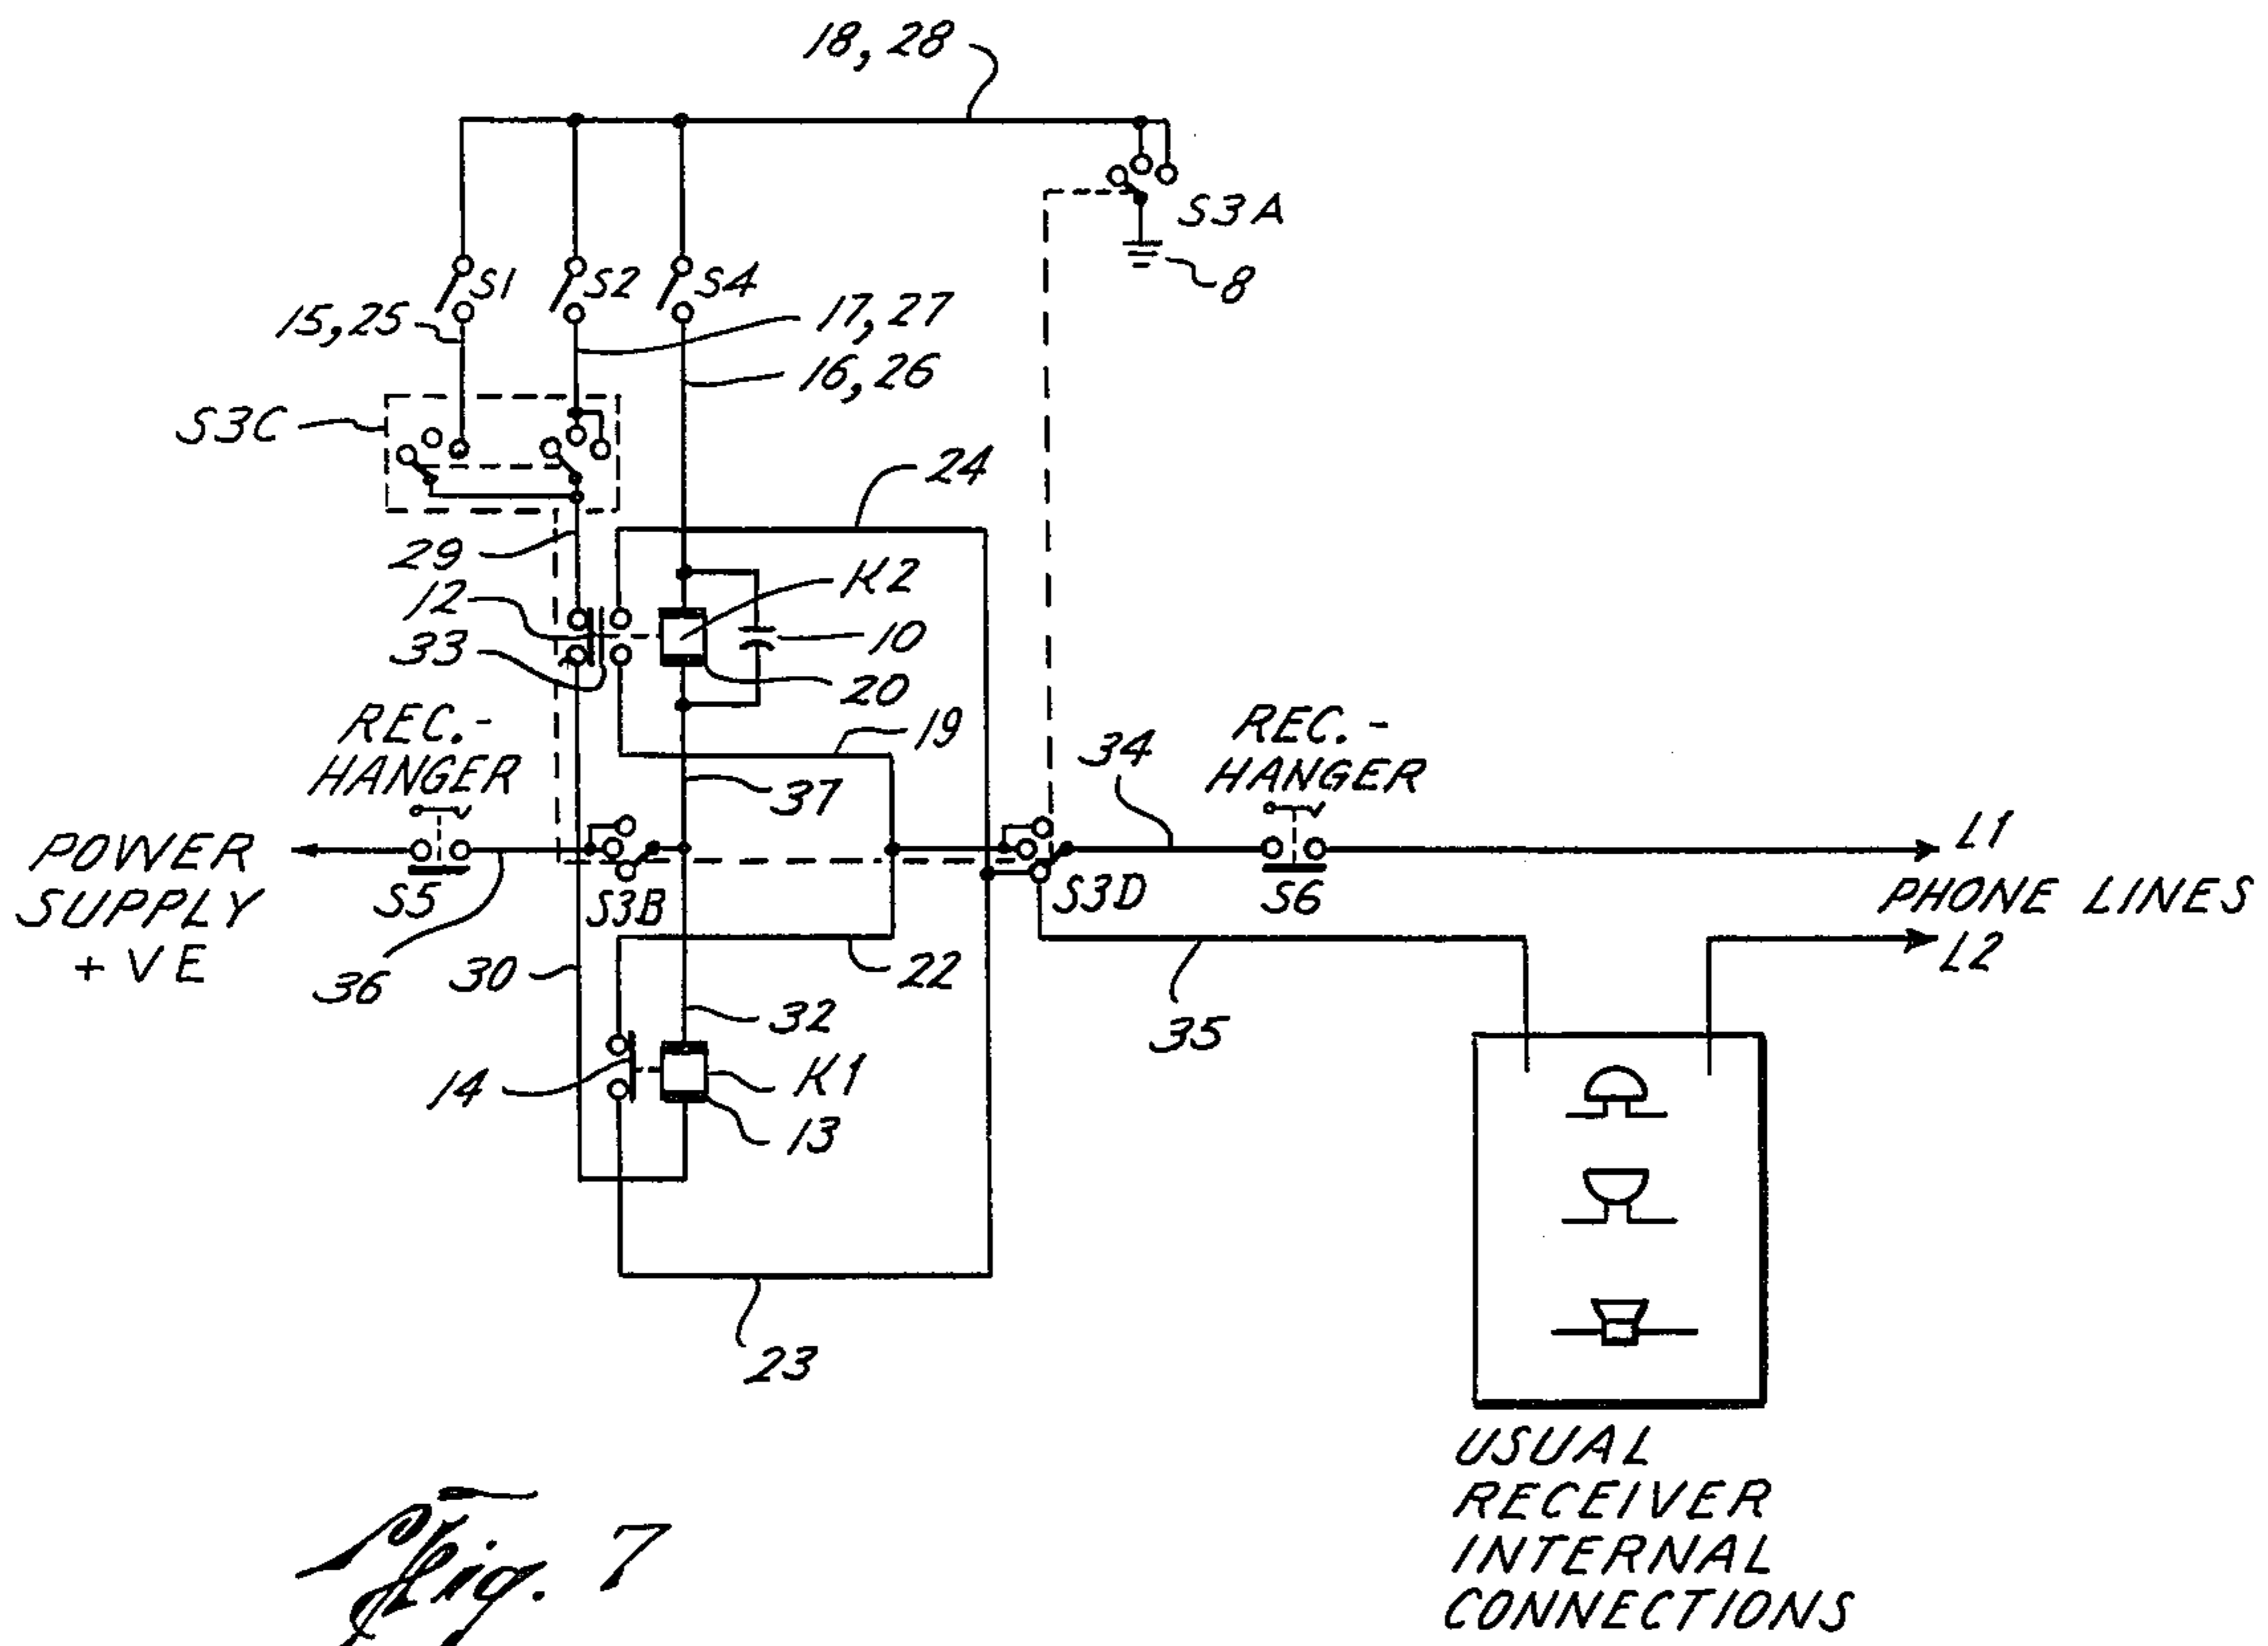 18, 28
S3A
8
S1
S2
S4
15, 25
17, 27
16, 26
S3C
24
29
12
33
K2
10
20
19
REC.-
HANGER
37
34
REC.-
HANGER
POWER
SUPPLY
+VE
S5
36
S3B
30
S3D
S6
L1
PHONE LINES
L2
22
32
35
14
K1
13
23
USUAL
RECEIVER
INTERNAL
CONNECTIONS
Fig. 7